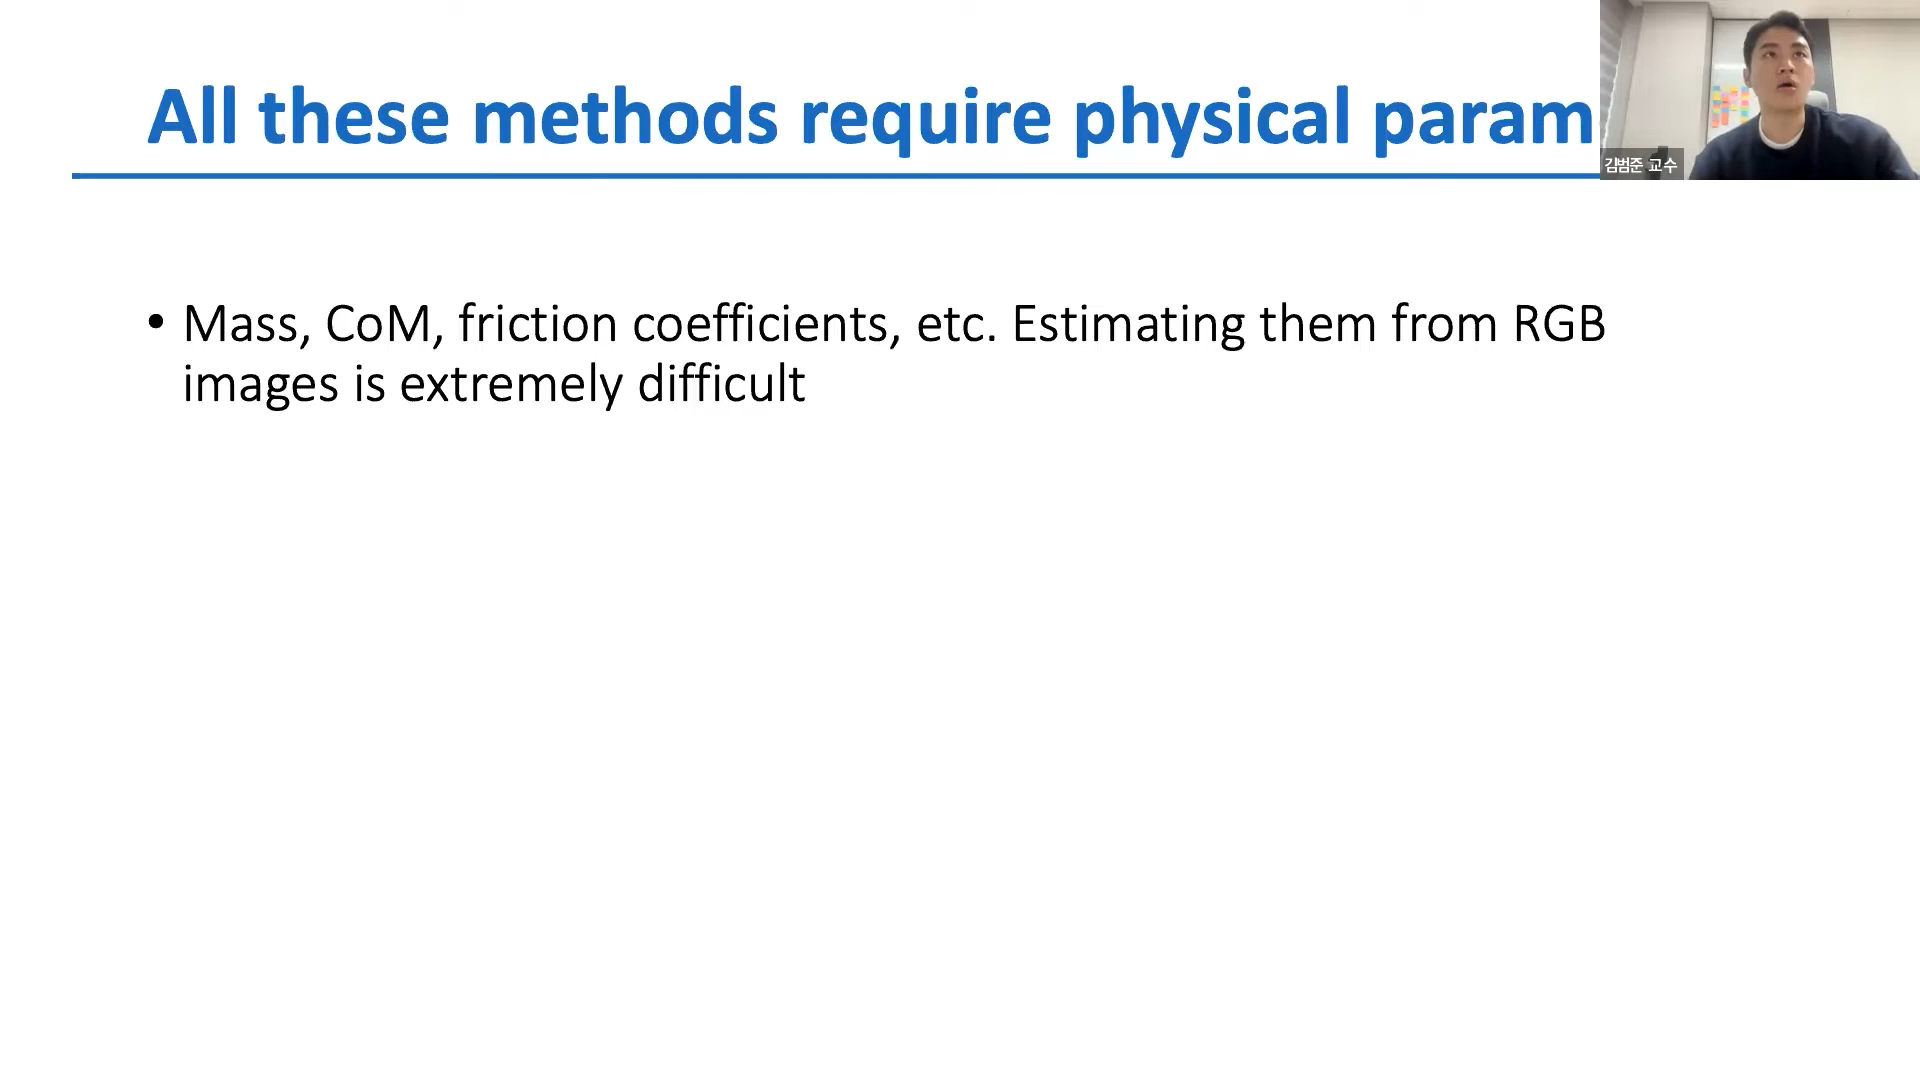 All these methods require physical param
김범준 교수
• Mass, CoM, friction coefficients, etc. Estimating them from RGB
images is extremely difficult